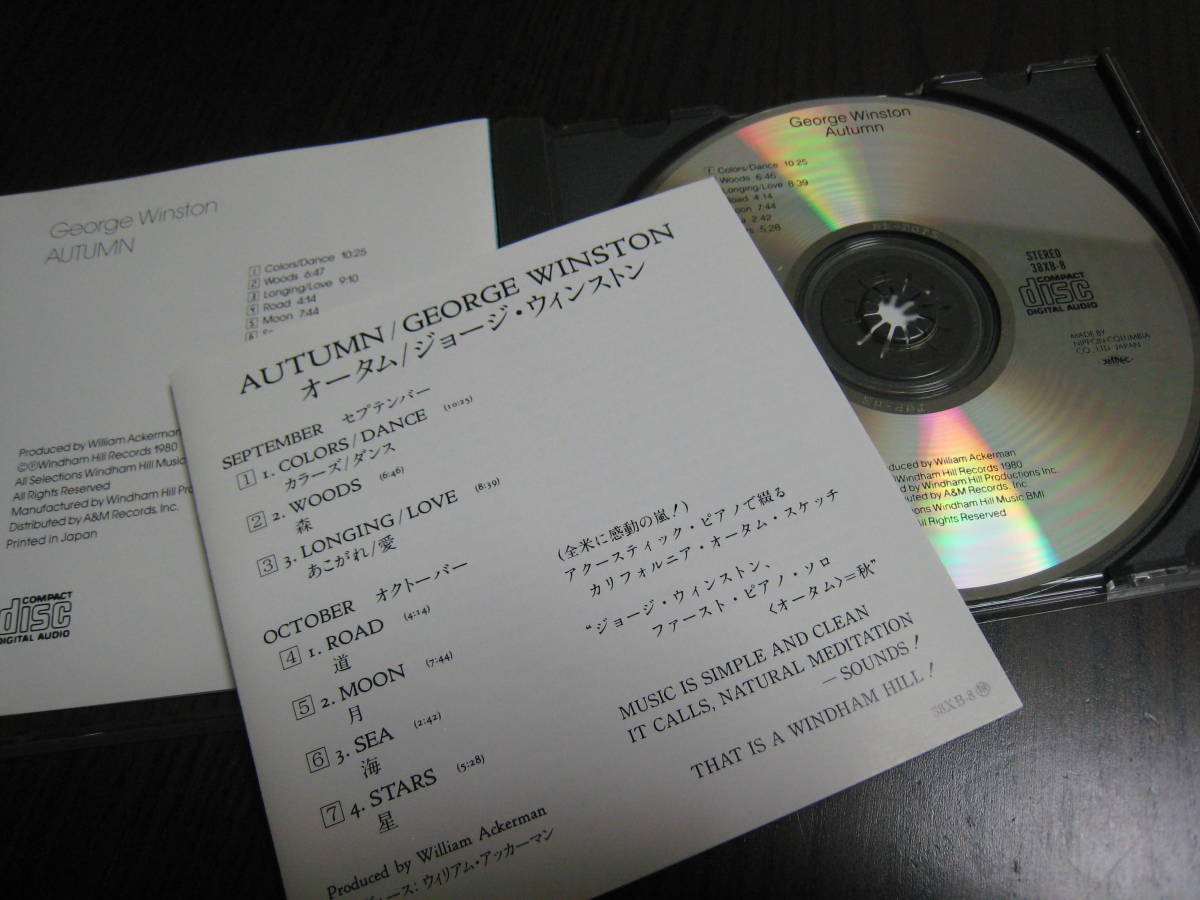 George Winston
AUTUMN
1 Colors/Dance 10:25
2 Woods 6:47
3 Longing/Love 9:10
4 Road 4:14
5 Moon 7:44
6
Produced by William Ackerman
©℗Windham Hill Records 1980
All Selections Windham Hill Music
All Rights Reserved
Manufactured by Windham Hill
Distributed by A&M Records, Inc.
Printed in Japan
COMPACT
disc
DIGITAL AUDIO
AUTUMN/GEORGE WINSTON
オータム/ジョージ・ウィンストン
SEPTEMBER セプテンバー
1 1. COLORS/DANCE (10:25)
カラーズ/ダンス
2 2. WOODS (6:46)
森
3 3. LONGING/LOVE (8:39)
あこがれ/愛
OCTOBER オクトーバー
4 1. ROAD (4:14)
道
5 2. MOON (7:44)
月
6 3. SEA (2:42)
海
7 4. STARS (5:28)
星
Produced by William Ackerman
ース:ウィリアム・アッカーマン
(全米に感動の嵐!)
アクースティック・ピアノで綴る
カリフォルニア・オータム・スケッチ
“ジョージ・ウィンストン、
ファースト・ピアノ・ソロ
〈オータム〉=秋”
MUSIC IS SIMPLE AND CLEAN
IT CALLS, NATURAL MEDITATION
—SOUNDS!
THAT IS A WINDHAM HILL!
38XB-8
George Winston
Autumn
1 Colors/Dance 10:25
Woods 6:46
Longing/Love 8:39
Road 4:14
Moon 7:44
2:42
5:28
STEREO
38XB-8
COMPACT
disc
DIGITAL AUDIO
MADE BY
NIPPON COLUMBIA
CO., LTD. JAPAN
Produced by William Ackerman
Windham Hill Records 1980
by Windham Hill Productions Inc.
by A&M Records, Inc.
Windham Hill Music BMI
All Rights Reserved